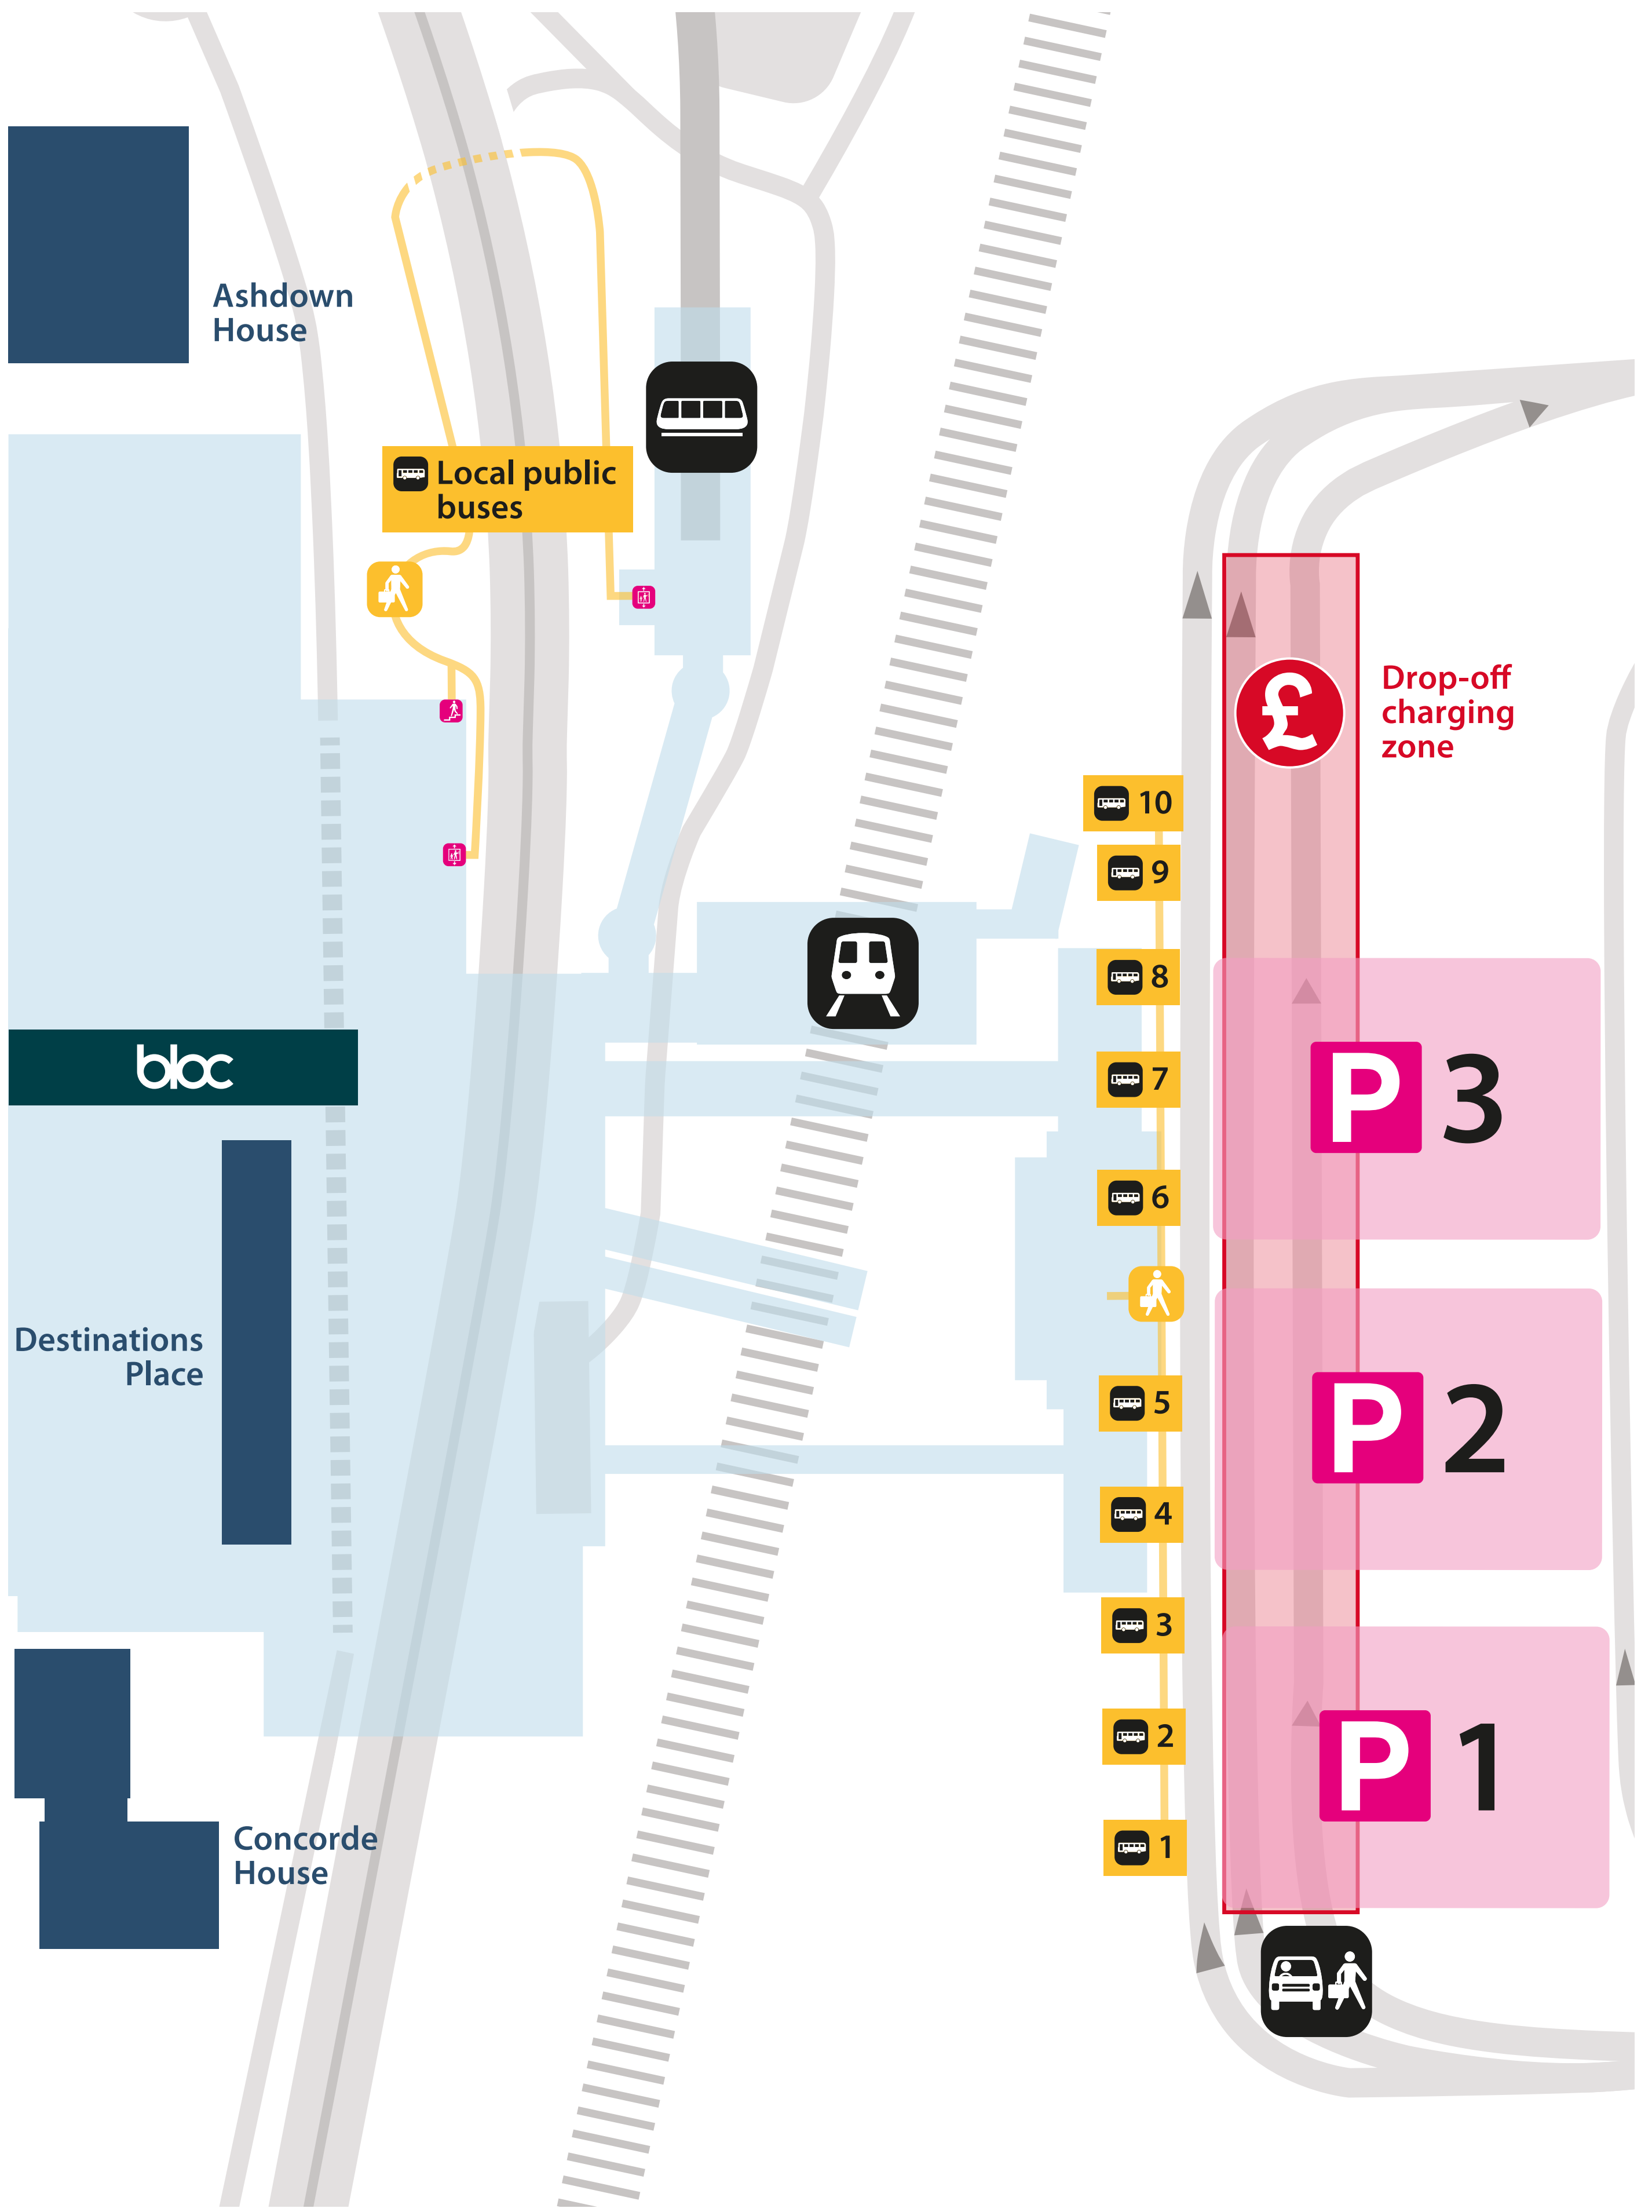 Ashdown
House
Local public
buses
£
Drop-off
charging
zone
10
9
8
bloc
7
P 3
6
Destinations
Place
5
P 2
4
3
2
P 1
1
Concorde
House